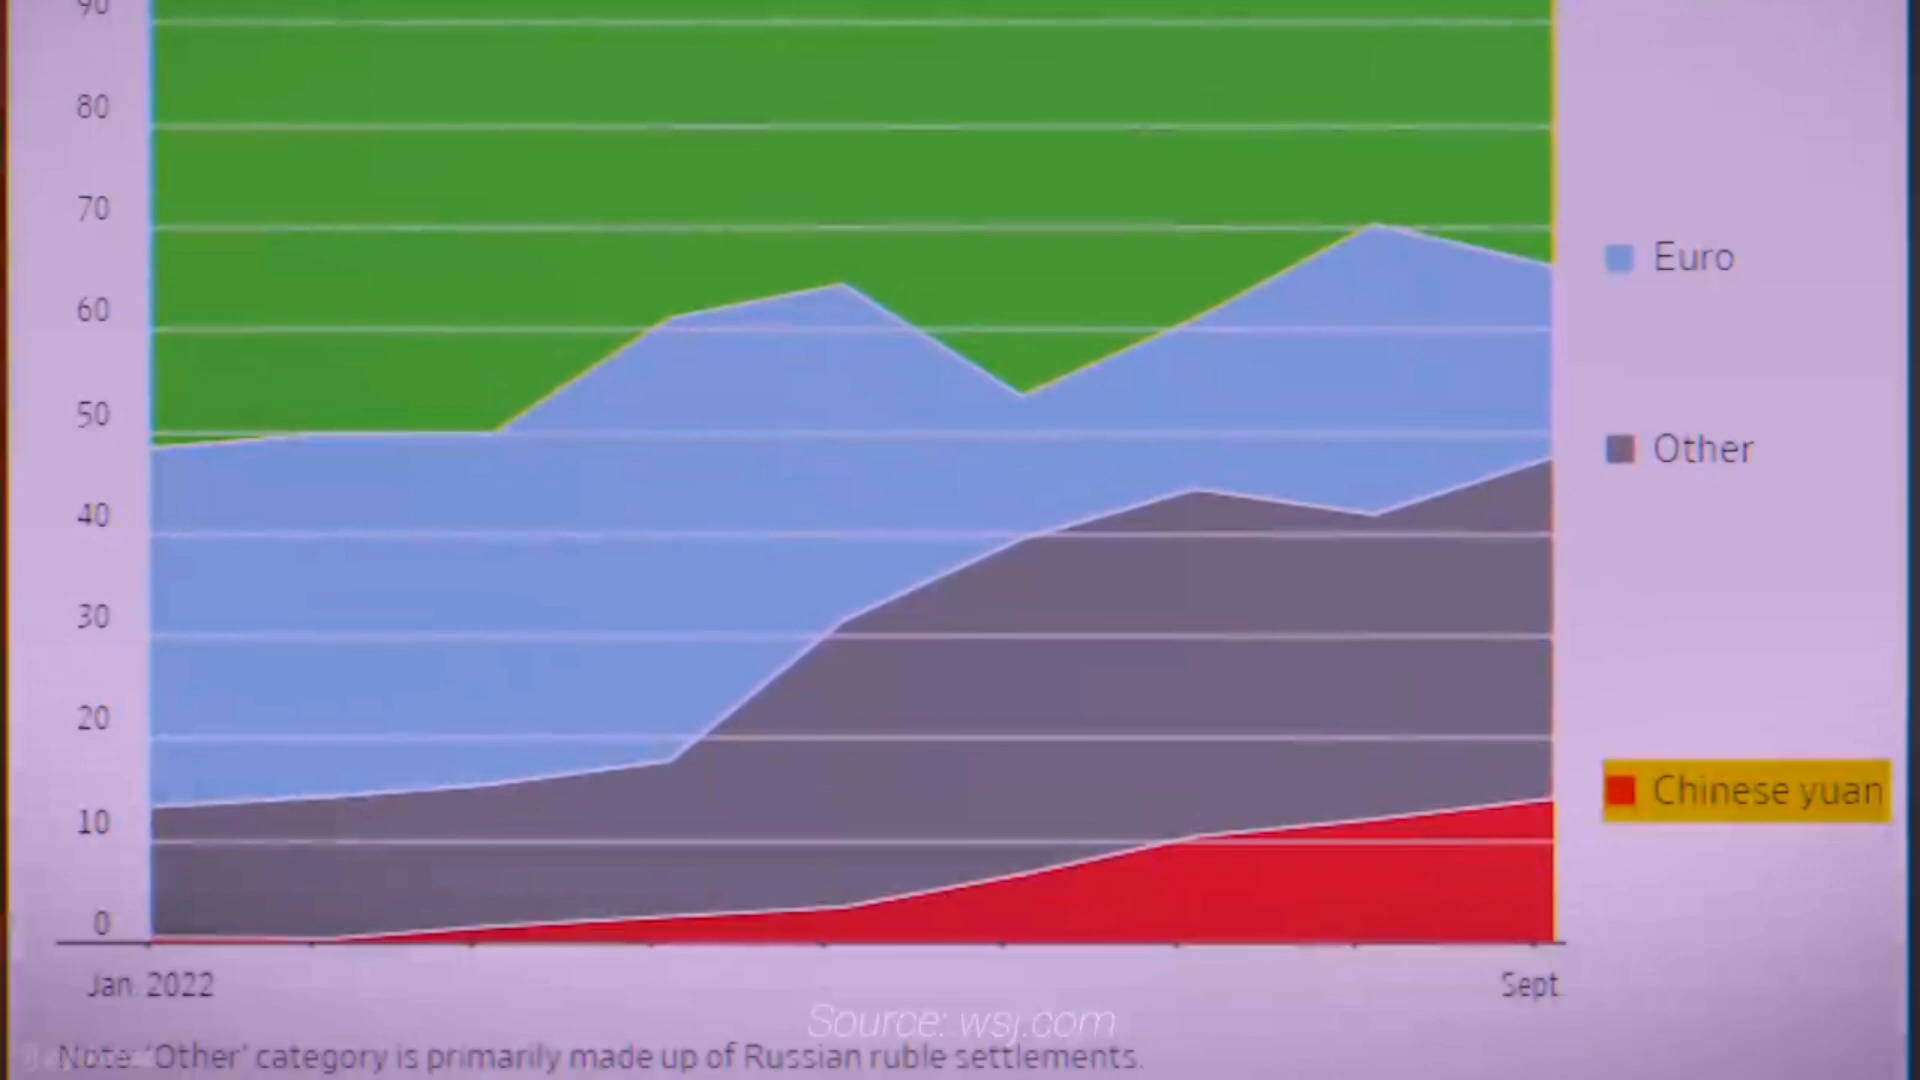 90
80
70
60
50
40
30
20
10
0
Euro
Other
Chinese yuan
Jan. 2022
Sept.
Source: wsj.com
Note: 'Other' category is primarily made up of Russian ruble settlements.